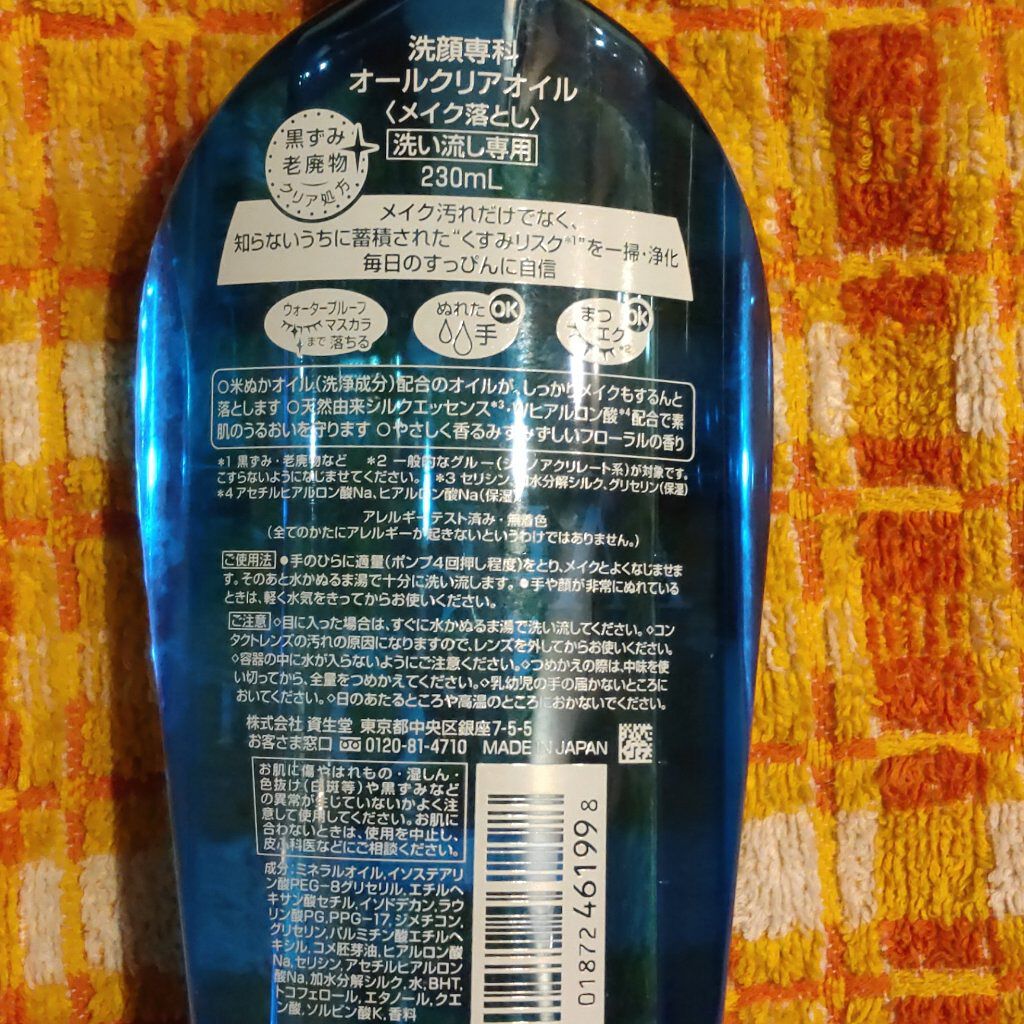 洗顔専科
オールクリアオイル
〈メイク落とし〉
洗い流し専用
230mL
黒ずみ
老廃物
クリア処方
メイク汚れだけでなく、
知らないうちに蓄積された“くすみリスク*1”を一掃・浄化
毎日のすっぴんに自信
ウォータープルーフ
マスカラ
まで落ちる
ぬれた
手
OK
まつ
エク*2
OK
○米ぬかオイル(洗浄成分)配合のオイルが、しっかりメイクもするんと
落とします ○天然由来シルクエッセンス*3・Wヒアルロン酸*4配合で素
肌のうるおいを守ります ○やさしく香るみずみずしいフローラルの香り
*1 黒ずみ・老廃物など *2 一般的なグルー(シアノアクリレート系)が対象です。
こすらないようになじませてください。 *3 セリシン、加水分解シルク、グリセリン(保湿)
*4 アセチルヒアルロン酸Na、ヒアルロン酸Na(保湿)
アレルギーテスト済み・無着色
(全てのかたにアレルギーが起きないというわけではありません。)
ご使用法 ●手のひらに適量(ポンプ4回押し程度)をとり、メイクとよくなじませま
す。そのあと水かぬるま湯で十分に洗い流します。●手や顔が非常にぬれている
ときは、軽く水気をきってからお使いください。
ご注意 ◇目に入った場合は、すぐに水かぬるま湯で洗い流してください。◇コン
タクトレンズの汚れの原因になりますので、レンズを外してからお使いください。
◇容器の中に水が入らないようにご注意ください。◇つめかえの際は、中味を使
い切ってから、全量をつめかえてください。◇乳幼児の手の届かないところに
おいてください。◇日のあたるところや高温のところにおかないでください。
株式会社 資生堂 東京都中央区銀座7-5-5
お客さま窓口 0120-81-4710 MADE IN JAPAN
お肌に傷やはれもの・湿しん・
色抜け(白斑等)や黒ずみなど
の異常が生じていないかよく注
意して使用してください。お肌に
合わないときは、使用を中止し、
皮ふ科医などにご相談ください。
成分:ミネラルオイル,イソステアリ
ン酸PEG-8グリセリル,エチルヘ
キサン酸セチル,イソドデカン,ラウ
リン酸PG,PPG-17,ジメチコン,
グリセリン,パルミチン酸エチルヘ
キシル,コメ胚芽油,ヒアルロン酸
Na,セリシン,アセチルヒアルロン
酸Na,加水分解シルク,水,BHT,
トコフェロール,エタノール,クエ
ン酸,ソルビン酸K,香料
01872 461998